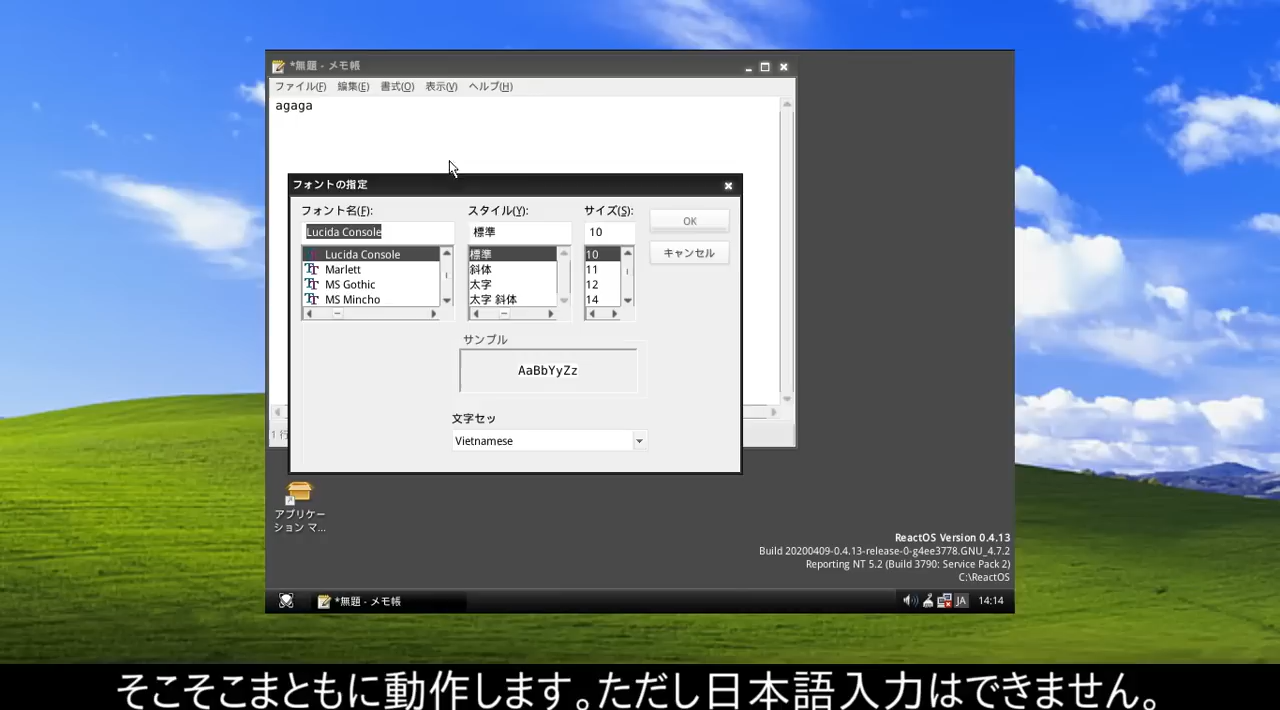 *無題 - メモ帳
ファイル(F) 編集(E) 書式(O) 表示(V) ヘルプ(H)
agaga
フォントの指定
フォント名(F): スタイル(Y): サイズ(S):
Lucida Console 標準 10 OK
Lucida Console 標準 10 キャンセル
Marlett 斜体 11
MS Gothic 太字 12
MS Mincho 太字 斜体 14
サンプル
AaBbYyZz
文字セッ
1 行
Vietnamese
アプリケー
ション マ...
ReactOS Version 0.4.13
Build 20200409-0.4.13-release-0-g4ee3778.GNU_4.7.2
Reporting NT 5.2 (Build 3790: Service Pack 2)
C:\ReactOS
*無題 - メモ帳 JA 14:14
そこそこまともに動作します。ただし日本語入力はできません。